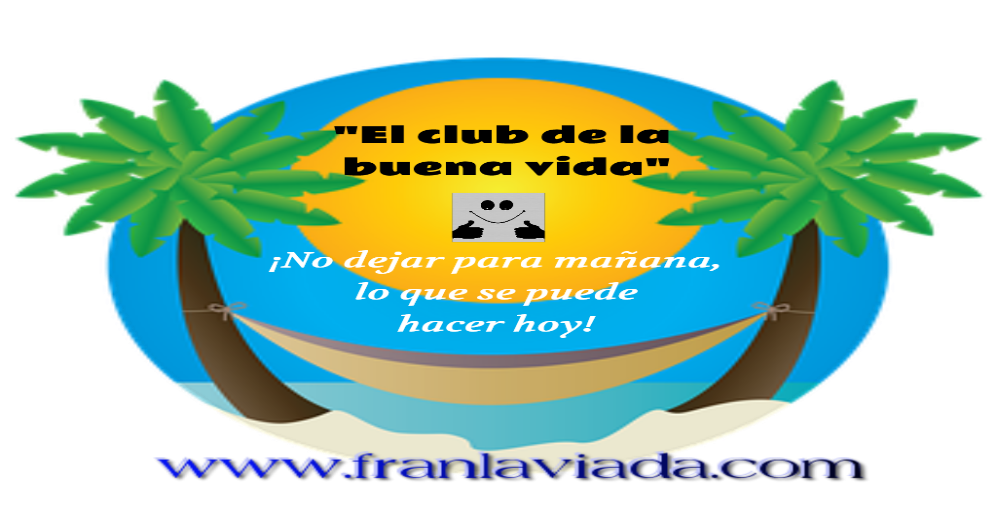 "El club de la
buena vida"
¡No dejar para mañana,
lo que se puede
hacer hoy!
www.franlaviada.com